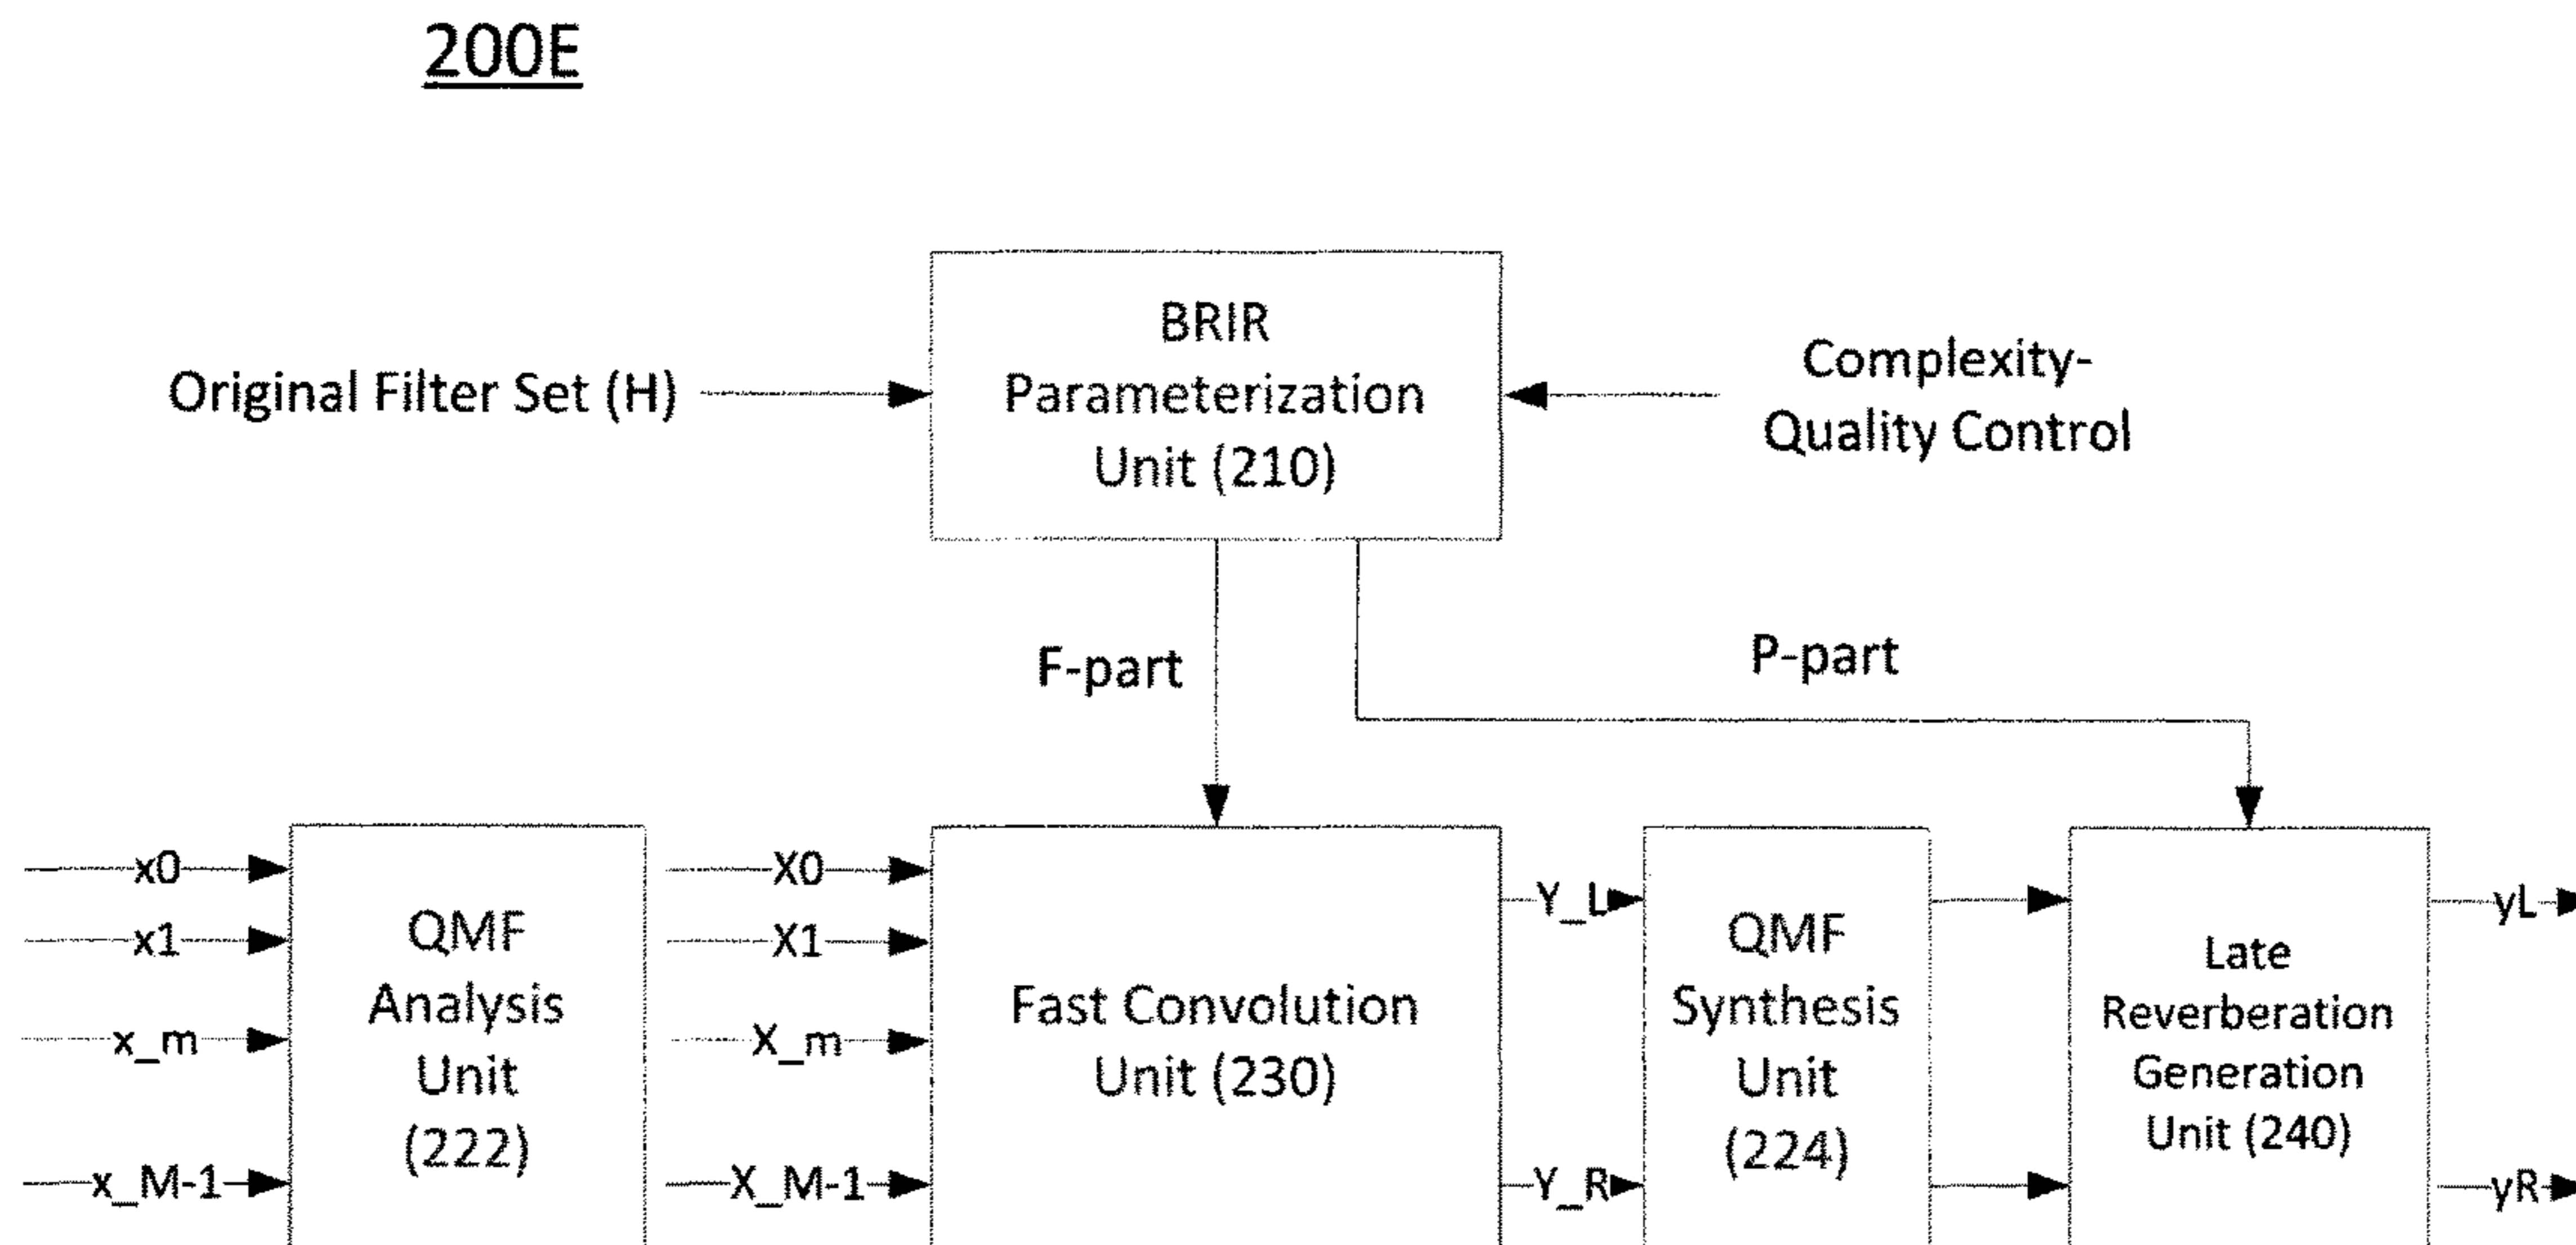 200E
BRIR
Parameterization
Unit (210)
Original Filter Set (H)
Complexity-
Quality Control
F-part
P-part
x0
x1
x_m
x_M-1
QMF
Analysis
Unit
(222)
X0
X1
X_m
X_M-1
Fast Convolution
Unit (230)
Y_L
Y_R
QMF
Synthesis
Unit
(224)
Late
Reverberation
Generation
Unit (240)
yL
yR